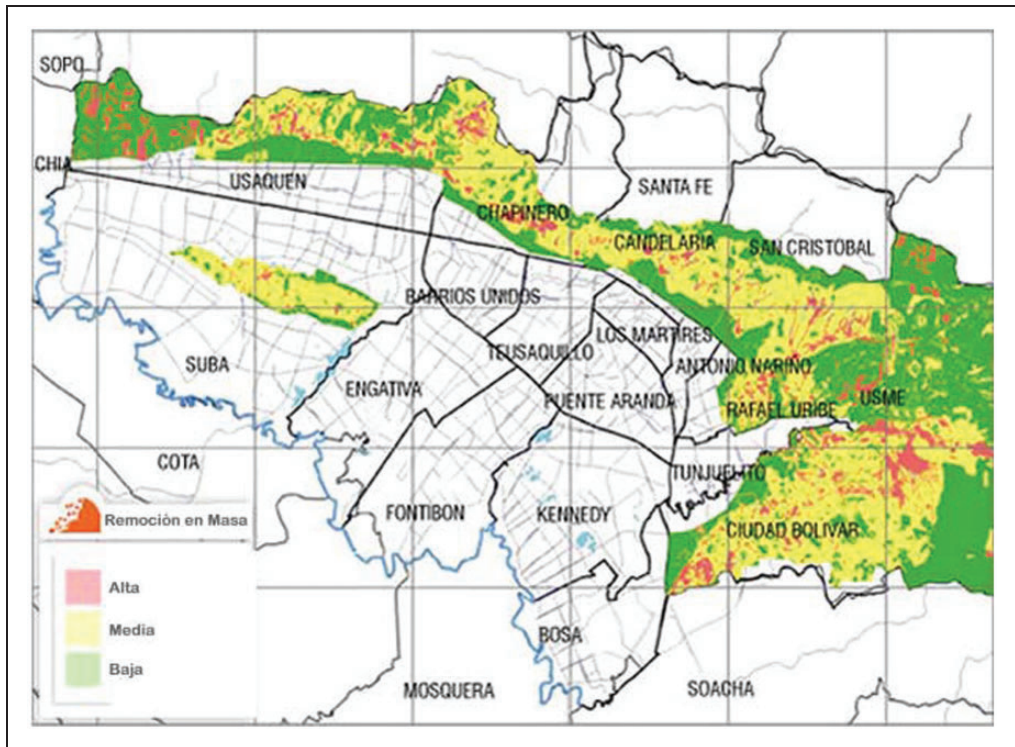 SOPO
CHIA
USAQUEN
SANTA FE
CHAPINERO
CANDELARIA
SAN CRISTOBAL
BARRIOS UNIDOS
LOS MARTIRES
SUBA
TEUSAQUILLO
ANTONIO NARIÑO
ENGATIVA
PUENTE ARANDA
RAFAEL URIBE
USME
COTA
TUNJUELITO
FONTIBON
KENNEDY
CIUDAD BOLIVAR
BOSA
MOSQUERA
SOACHA
Remoción en Masa
Alta
Media
Baja